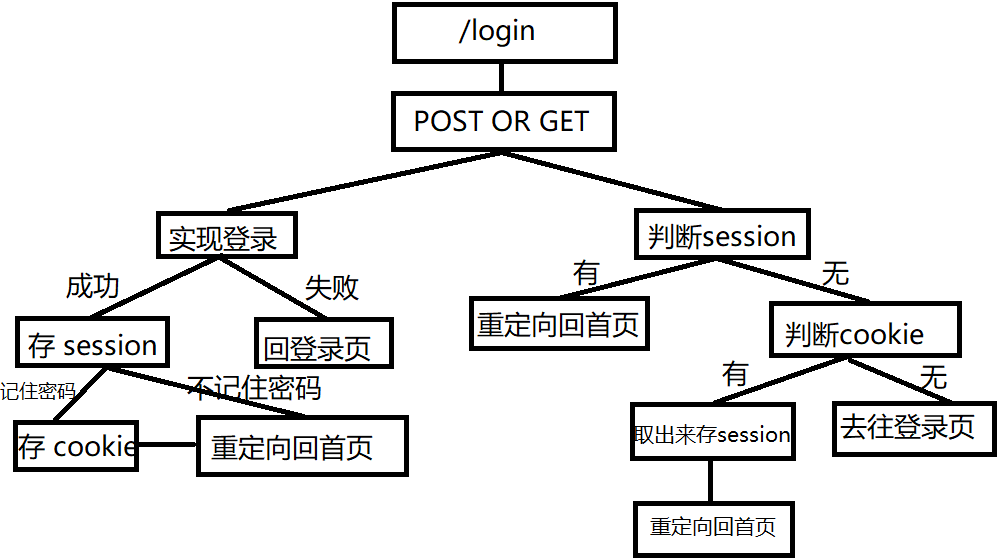 /login
POST OR GET
实现登录
判断session
成功
失败
有
无
存 session
回登录页
重定向回首页
判断cookie
记住密码
不记住密码
有
无
存 cookie
重定向回首页
取出来存session
去往登录页
重定向回首页